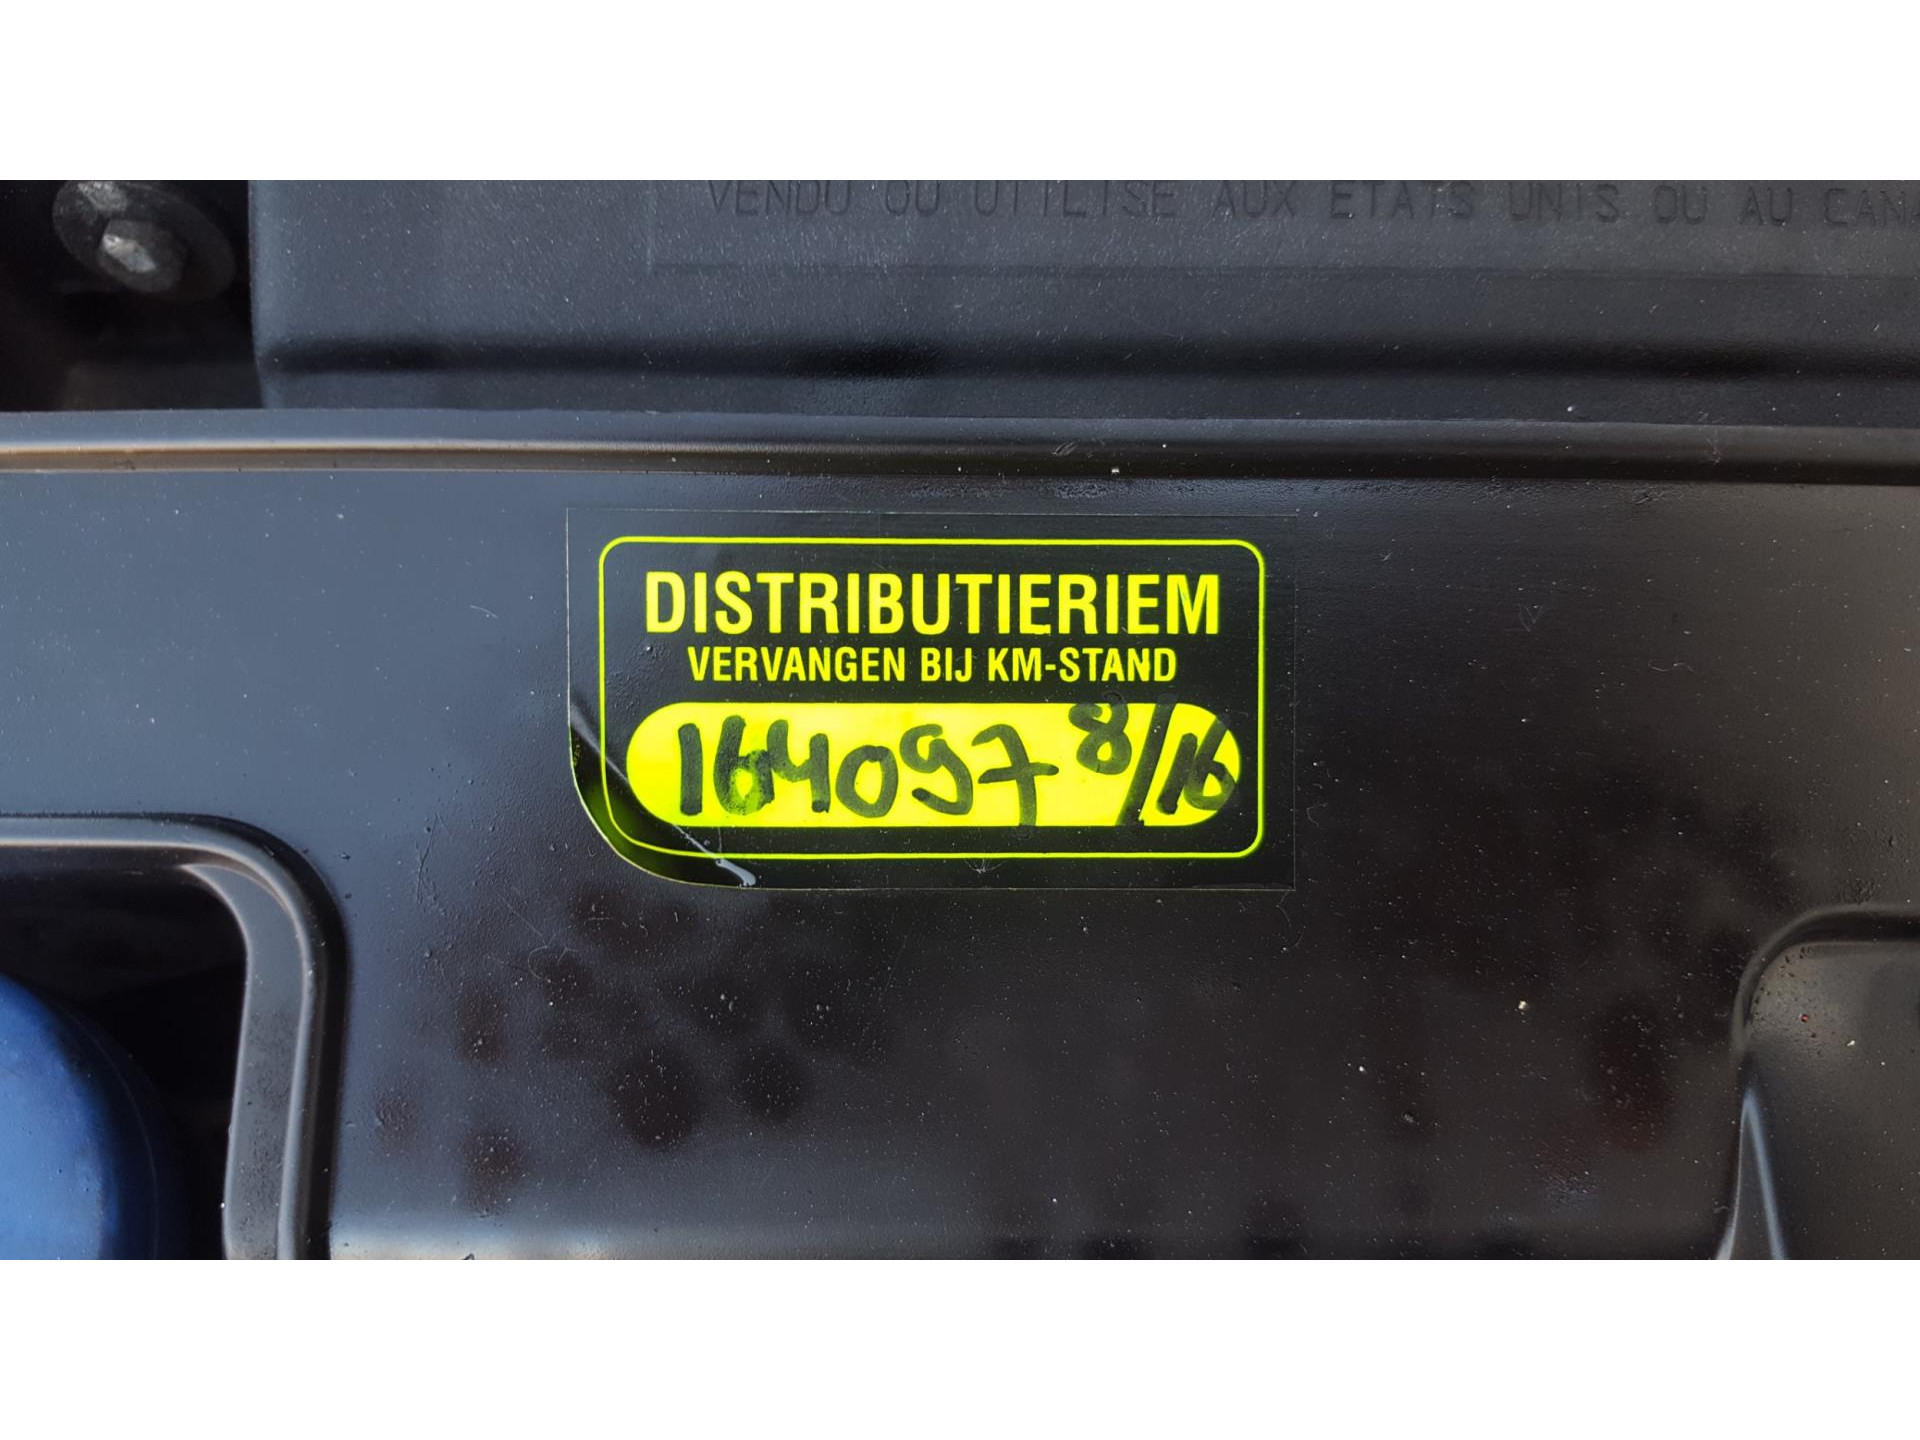 VENDU OU UTILISE AUX ETATS UNIS OU AU CANA
DISTRIBUTIERIEM
VERVANGEN BIJ KM-STAND
164097 8/16